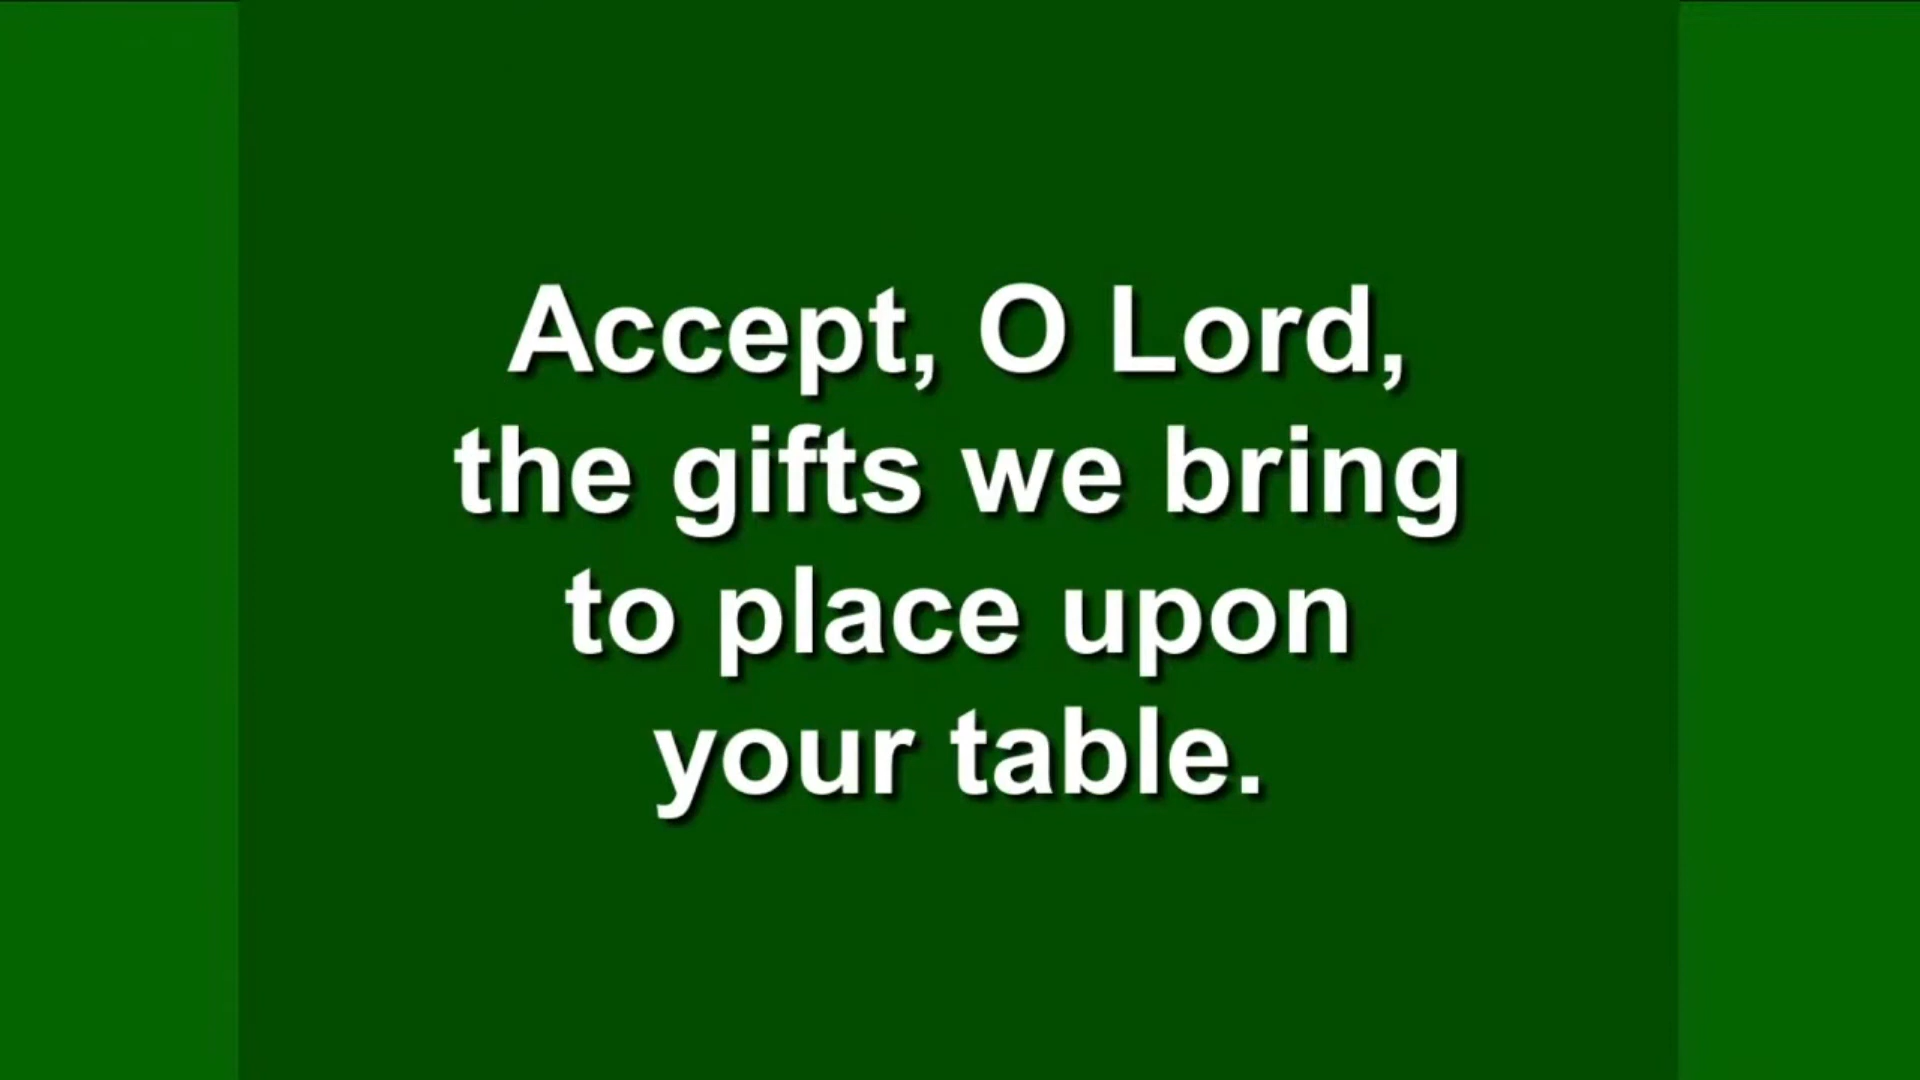 Accept, O Lord,
the gifts we bring
to place upon
your table.